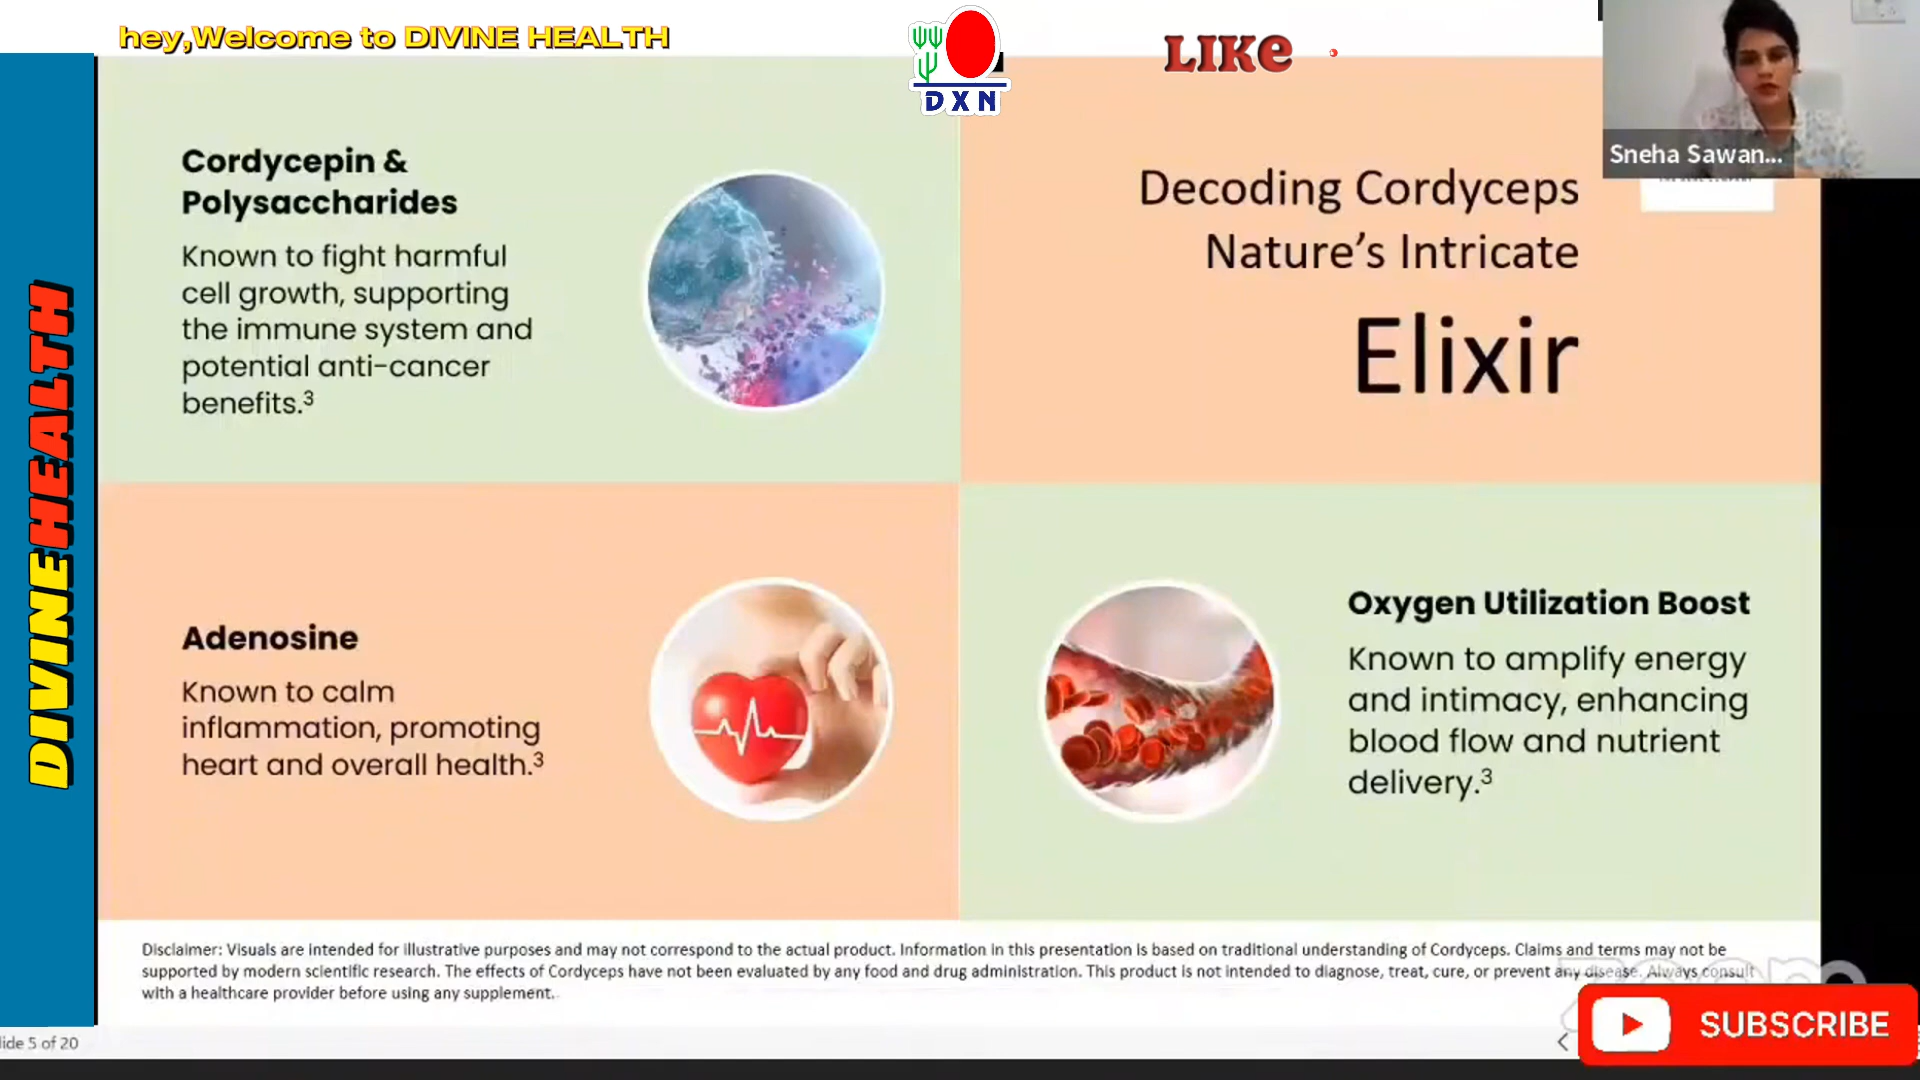 hey,Welcome to DIVINE HEALTH
DXN
LIKe
Sneha Sawan...
DIVINEHEALTH
Cordycepin &
Polysaccharides
Known to fight harmful
cell growth, supporting
the immune system and
potential anti-cancer
benefits.³
Decoding Cordyceps
Nature's Intricate
Elixir
Adenosine
Known to calm
inflammation, promoting
heart and overall health.³
Oxygen Utilization Boost
Known to amplify energy
and intimacy, enhancing
blood flow and nutrient
delivery.³
Disclaimer: Visuals are intended for illustrative purposes and may not correspond to the actual product. Information in this presentation is based on traditional understanding of Cordyceps. Claims and terms may not be
supported by modern scientific research. The effects of Cordyceps have not been evaluated by any food and drug administration. This product is not intended to diagnose, treat, cure, or prevent any disease. Always consult
with a healthcare provider before using any supplement.
lide 5 of 20
SUBSCRIBE